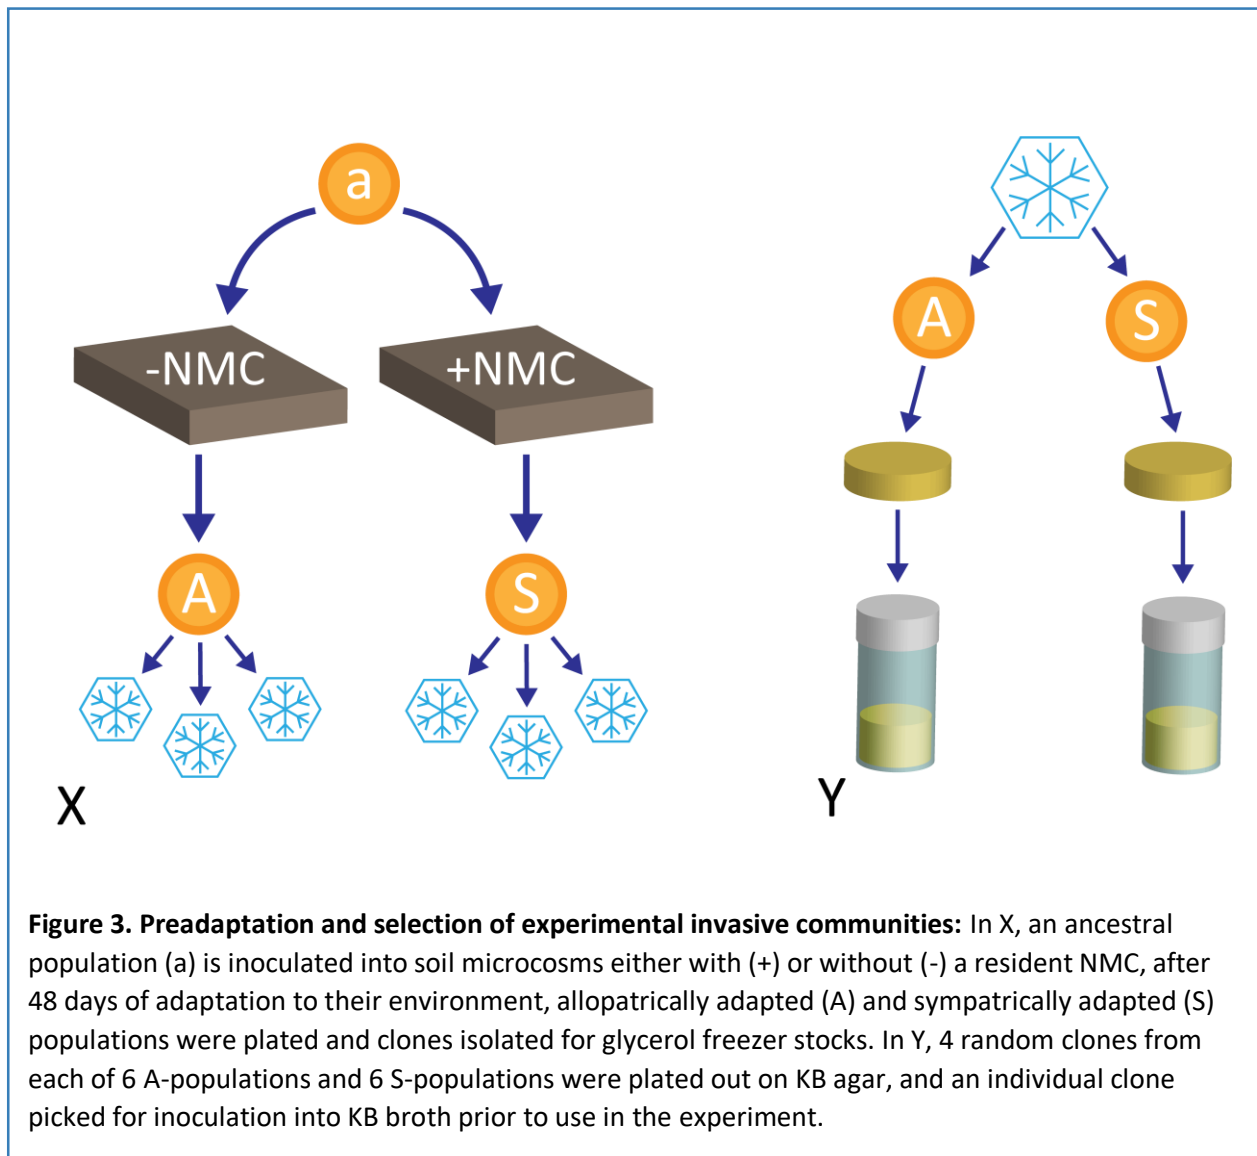 a
-NMC
+NMC
A
S
X
A
S
Y
Figure 3. Preadaptation and selection of experimental invasive communities: In X, an ancestral
population (a) is inoculated into soil microcosms either with (+) or without (-) a resident NMC, after
48 days of adaptation to their environment, allopatrically adapted (A) and sympatrically adapted (S)
populations were plated and clones isolated for glycerol freezer stocks. In Y, 4 random clones from
each of 6 A-populations and 6 S-populations were plated out on KB agar, and an individual clone
picked for inoculation into KB broth prior to use in the experiment.